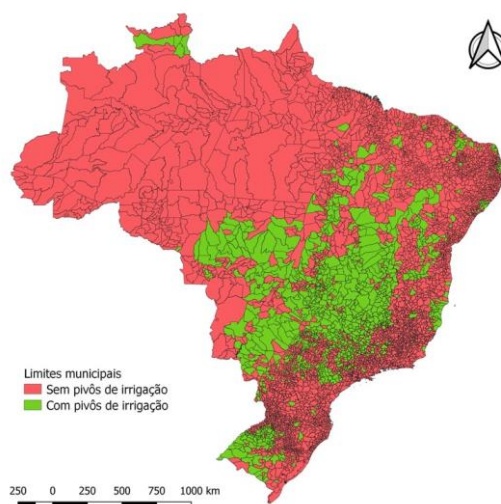 Limites municipais
Sem pivôs de irrigação
Com pivôs de irrigação
250 0 250 500 750 1000 km